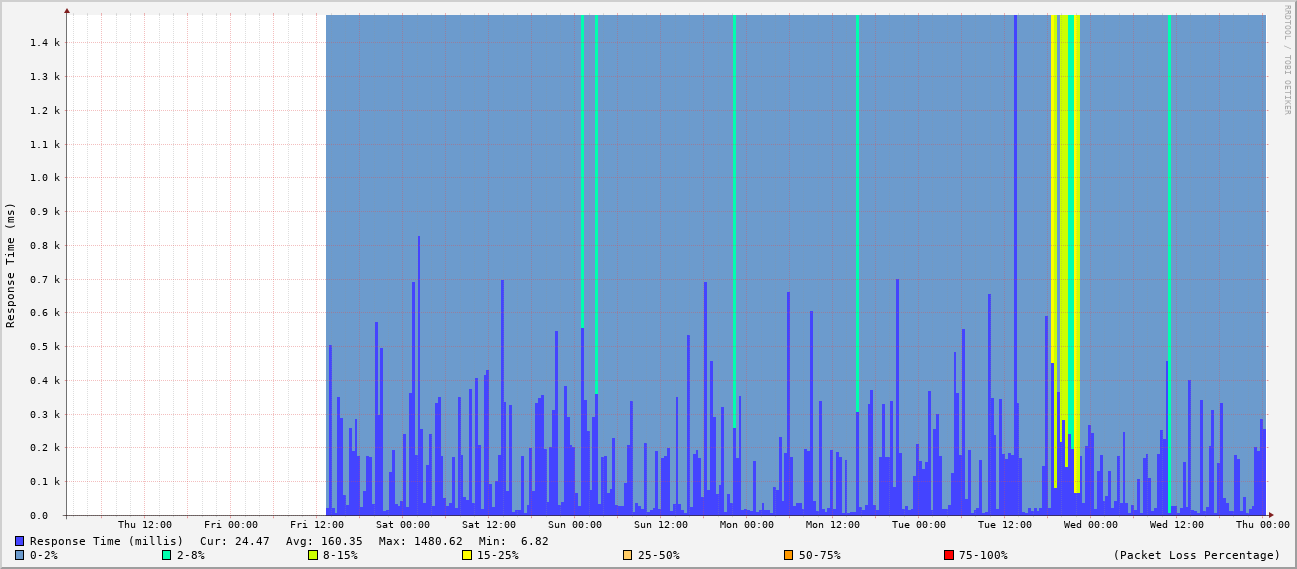 1.4 k
1.3 k
1.2 k
1.1 k
1.0 k
0.9 k
0.8 k
0.7 k
0.6 k
0.5 k
0.4 k
0.3 k
0.2 k
0.1 k
0.0
Response Time (ms)
RRDTOOL / TOBI OETIKER
Thu 12:00 Fri 00:00 Fri 12:00 Sat 00:00 Sat 12:00 Sun 00:00 Sun 12:00 Mon 00:00 Mon 12:00 Tue 00:00 Tue 12:00 Wed 00:00 Wed 12:00 Thu 00:00
Response Time (millis) Cur: 24.47 Avg: 160.35 Max: 1480.62 Min: 6.82
0-2% 2-8% 8-15% 15-25% 25-50% 50-75% 75-100% (Packet Loss Percentage)